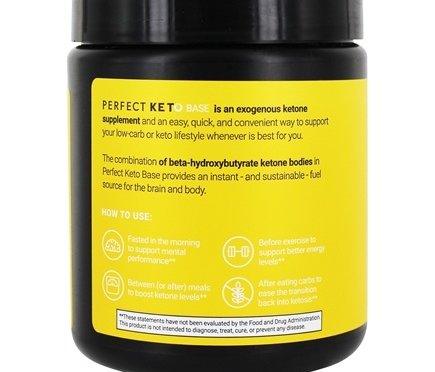 PERFECT KETO BASE is an exogenous ketone
supplement and an easy, quick, and convenient way to support
your low-carb or keto lifestyle whenever is best for you.
The combination of beta-hydroxybutyrate ketone bodies in
Perfect Keto Base provides an instant - and sustainable - fuel
source for the brain and body.
HOW TO USE:
Fasted in the morning
to support mental
performance**
Before exercise to
support better energy
levels**
Between (or after) meals
to boost ketone levels**
After eating carbs to
ease the transition
back into ketosis**
**These statements have not been evaluated by the Food and Drug Administration.
This product is not intended to diagnose, treat, cure, or prevent any disease.